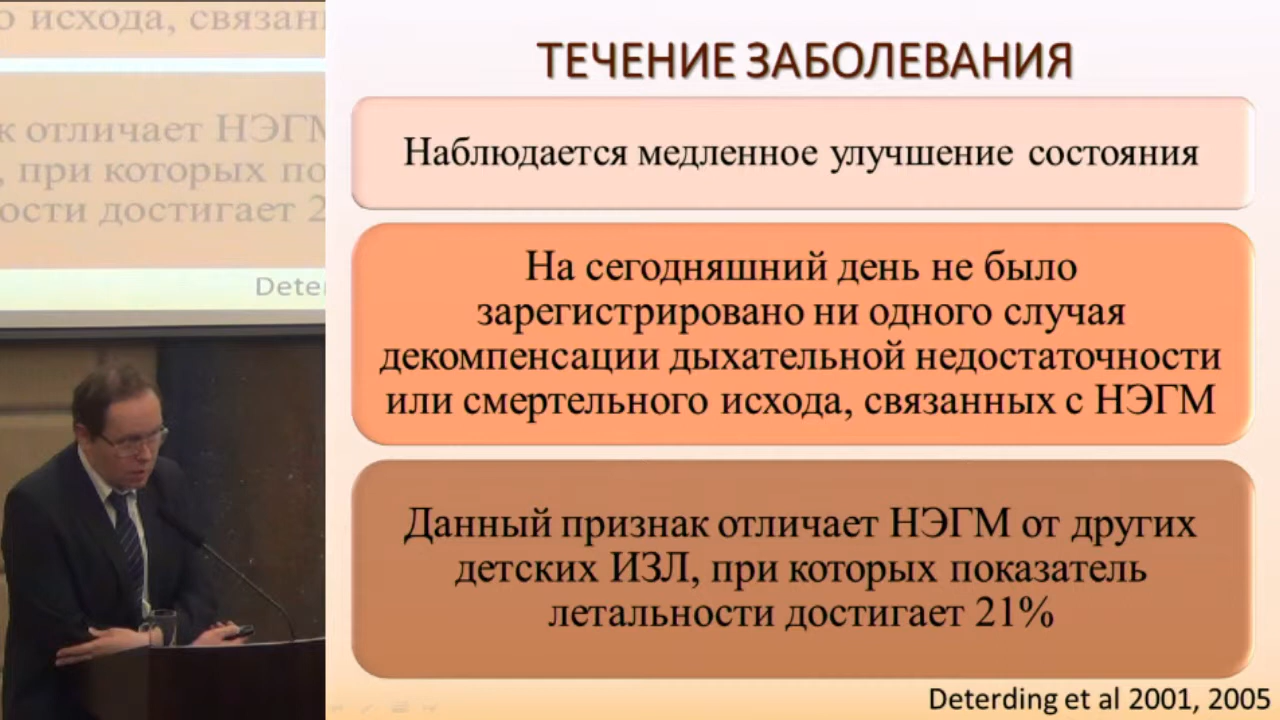 о исхода, связан
к отличает НЭГМ
, при которых по
ости достигает 2
Deter
ТЕЧЕНИЕ ЗАБОЛЕВАНИЯ
Наблюдается медленное улучшение состояния
На сегодняшний день не было
зарегистрировано ни одного случая
декомпенсации дыхательной недостаточности
или смертельного исхода, связанных с НЭГМ
Данный признак отличает НЭГМ от других
детских ИЗЛ, при которых показатель
летальности достигает 21%
Deterding et al 2001, 2005